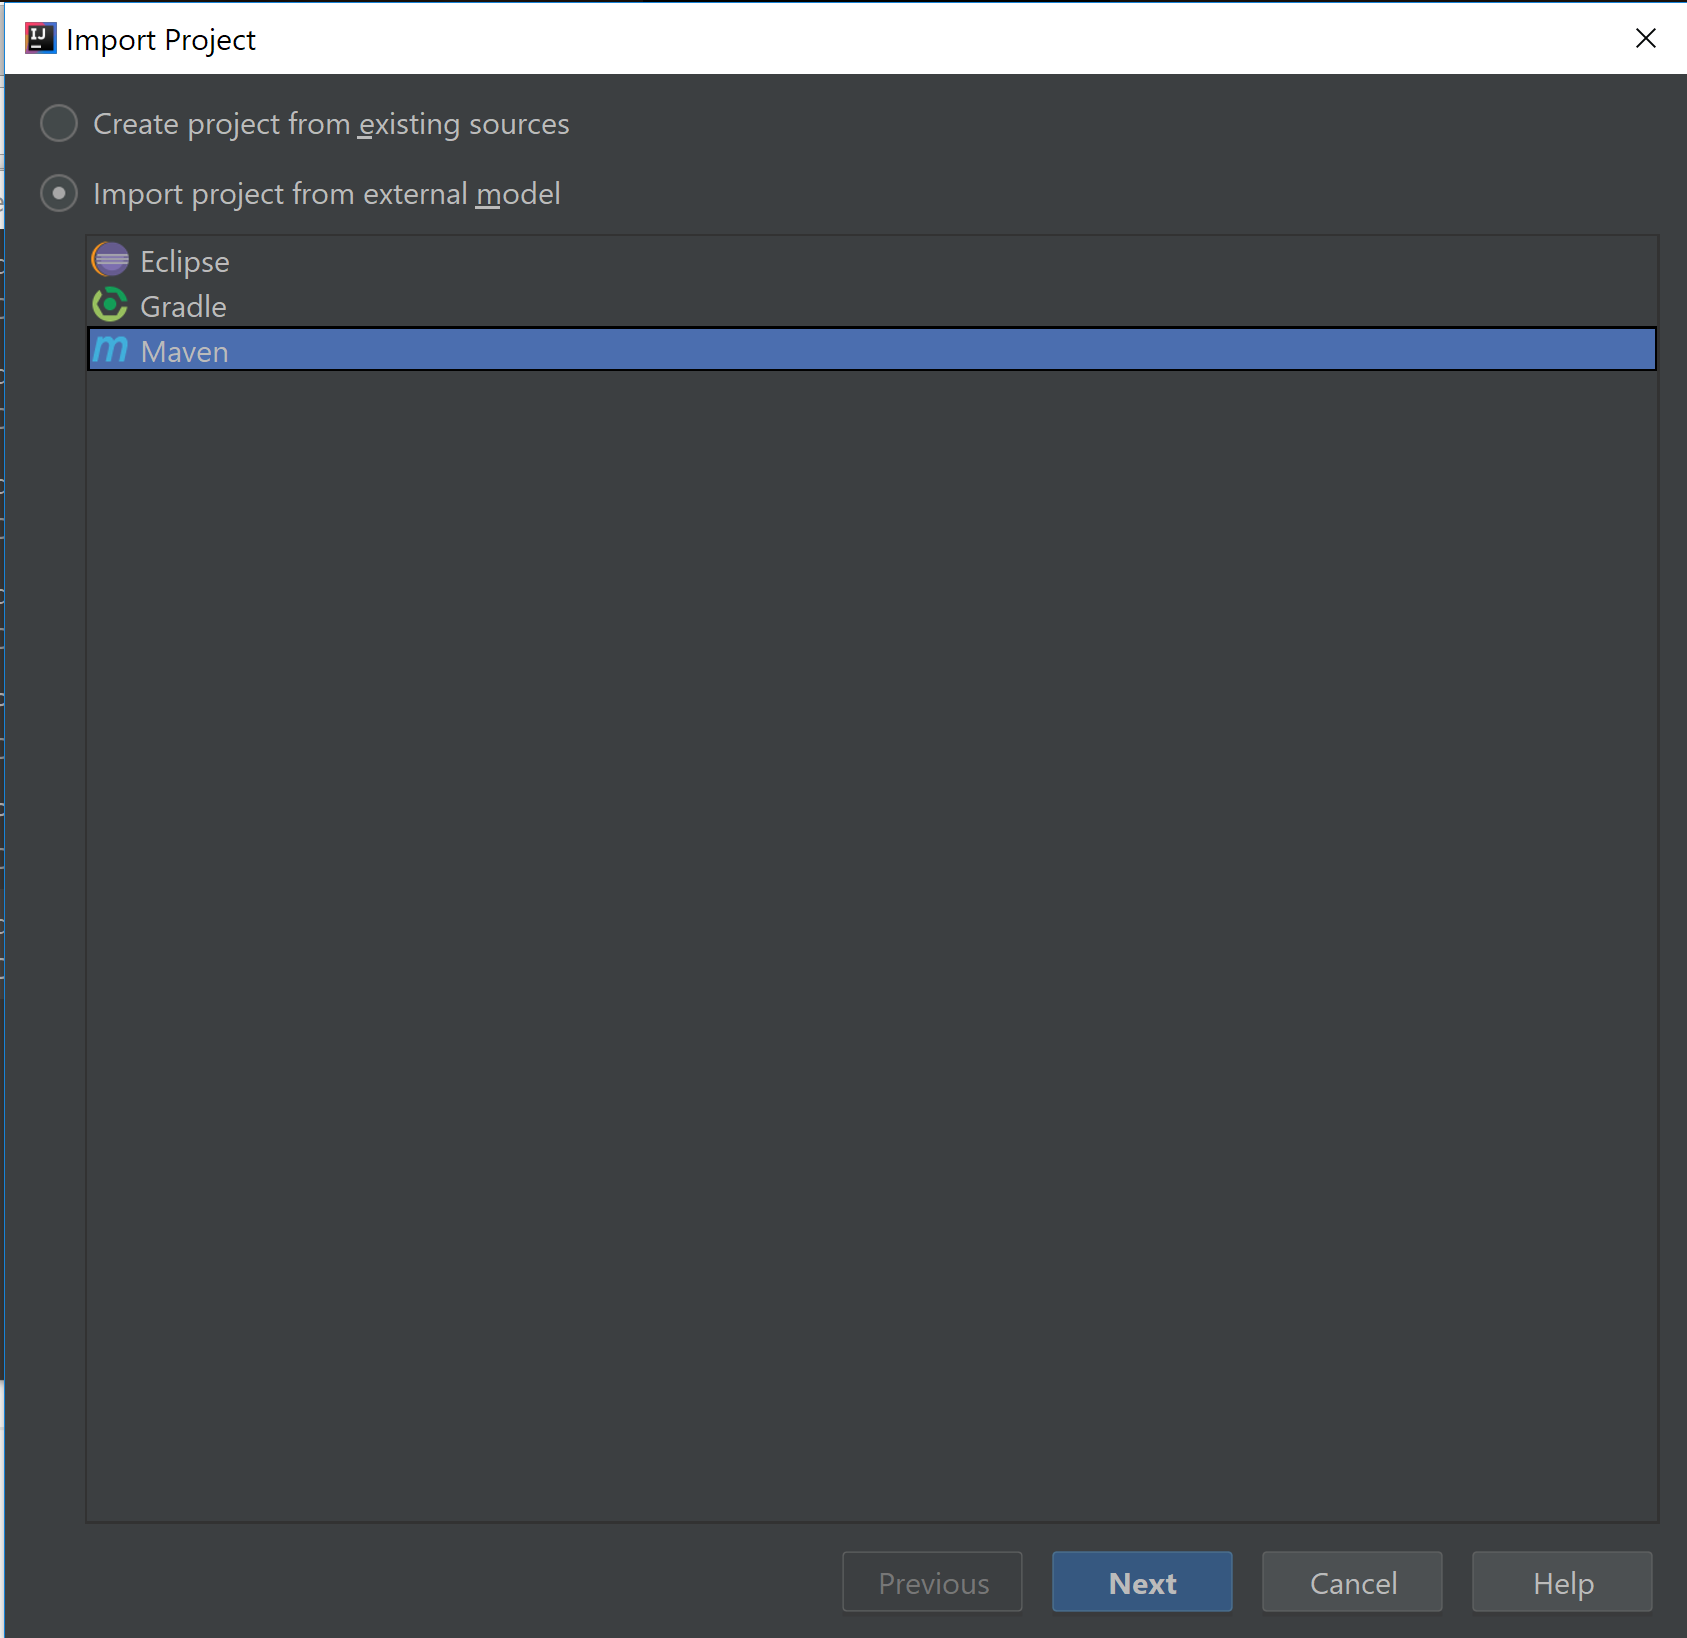 IJ Import Project
Create project from existing sources
Import project from external model
Eclipse
Gradle
m Maven
Previous Next Cancel Help